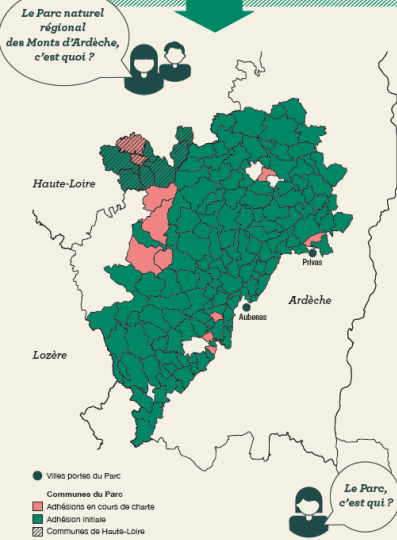 Le Parc naturel
régional
des Monts d'Ardèche,
c'est quoi ?
Haute-Loire
Privas
Ardèche
Aubenas
Lozère
Villes portes du Parc
Communes du Parc
Adhésions en cours de charte
Adhésion initiale
Communes de Haute-Loire
Le Parc,
c'est qui ?